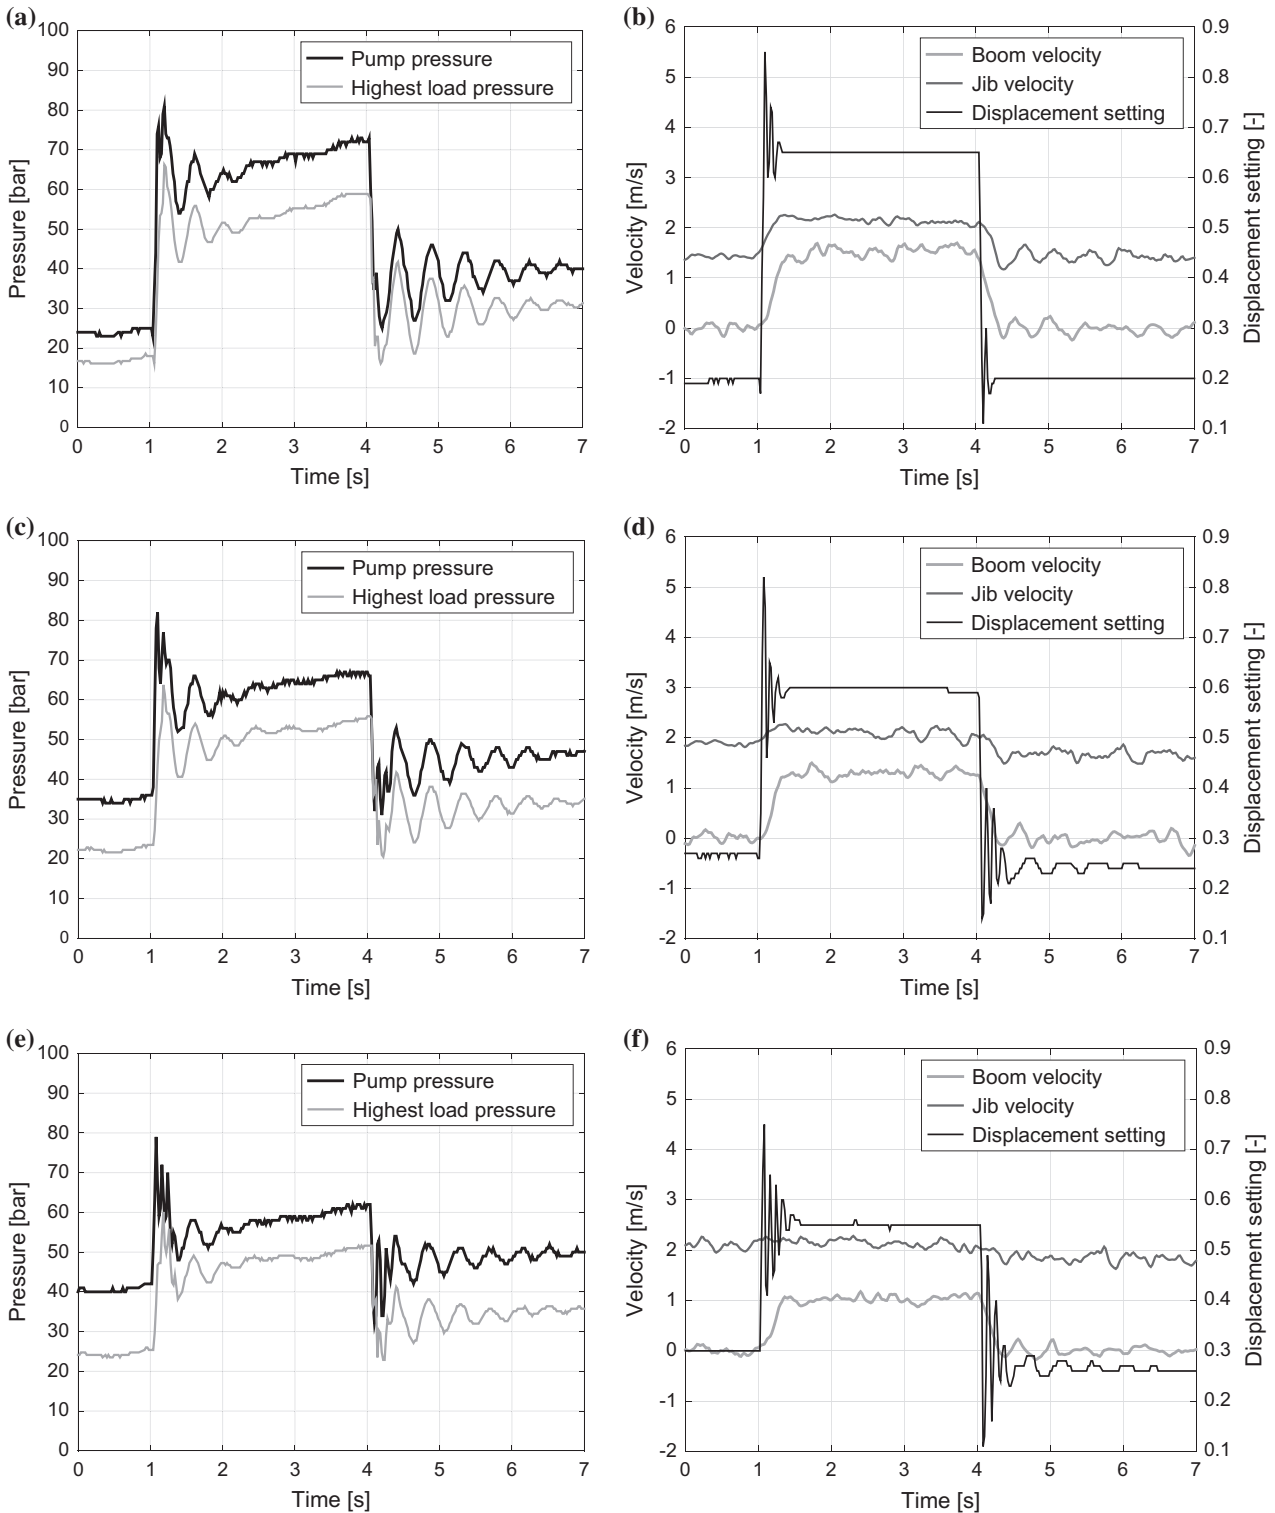 (a)
100
90
80
70
60
50
40
30
20
10
0
Pressure [bar]
Pump pressure
Highest load pressure
0 1 2 3 4 5 6 7
Time [s]
(b)
6
5
4
3
2
1
0
-1
-2
Velocity [m/s]
Boom velocity
Jib velocity
Displacement setting
0.9
0.8
0.7
0.6
0.5
0.4
0.3
0.2
0.1
Displacement setting [-]
0 1 2 3 4 5 6 7
Time [s]
(c)
100
90
80
70
60
50
40
30
20
10
0
Pressure [bar]
Pump pressure
Highest load pressure
0 1 2 3 4 5 6 7
Time [s]
(d)
6
5
4
3
2
1
0
-1
-2
Velocity [m/s]
Boom velocity
Jib velocity
Displacement setting
0.9
0.8
0.7
0.6
0.5
0.4
0.3
0.2
0.1
Displacement setting [-]
0 1 2 3 4 5 6 7
Time [s]
(e)
100
90
80
70
60
50
40
30
20
10
0
Pressure [bar]
Pump pressure
Highest load pressure
0 1 2 3 4 5 6 7
Time [s]
(f)
6
5
4
3
2
1
0
-1
-2
Velocity [m/s]
Boom velocity
Jib velocity
Displacement setting
0.9
0.8
0.7
0.6
0.5
0.4
0.3
0.2
0.1
Displacement setting [-]
0 1 2 3 4 5 6 7
Time [s]